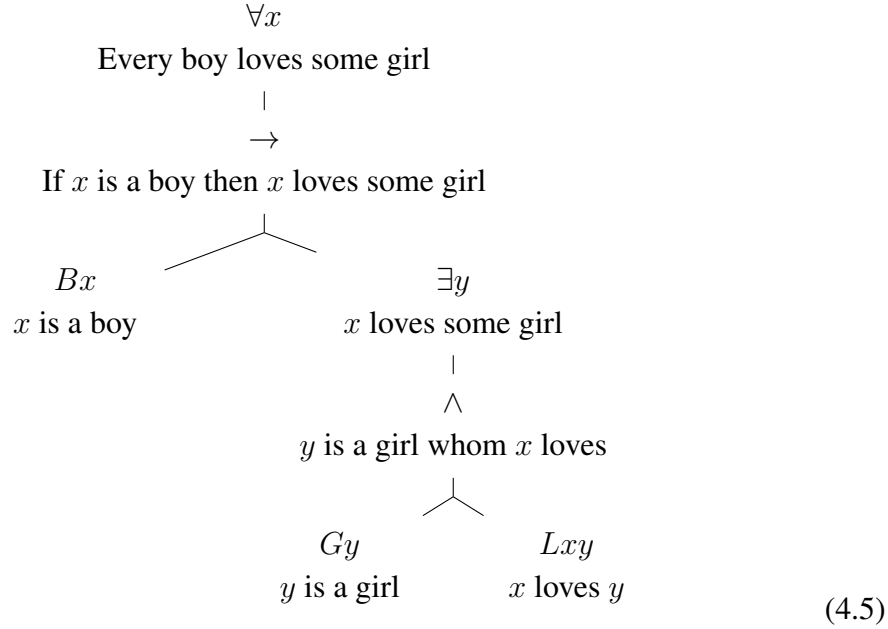 ∀x
Every boy loves some girl
→
If x is a boy then x loves some girl
Bx ∃y
x is a boy x loves some girl
∧
y is a girl whom x loves
Gy Lxy
y is a girl x loves y
(4.5)